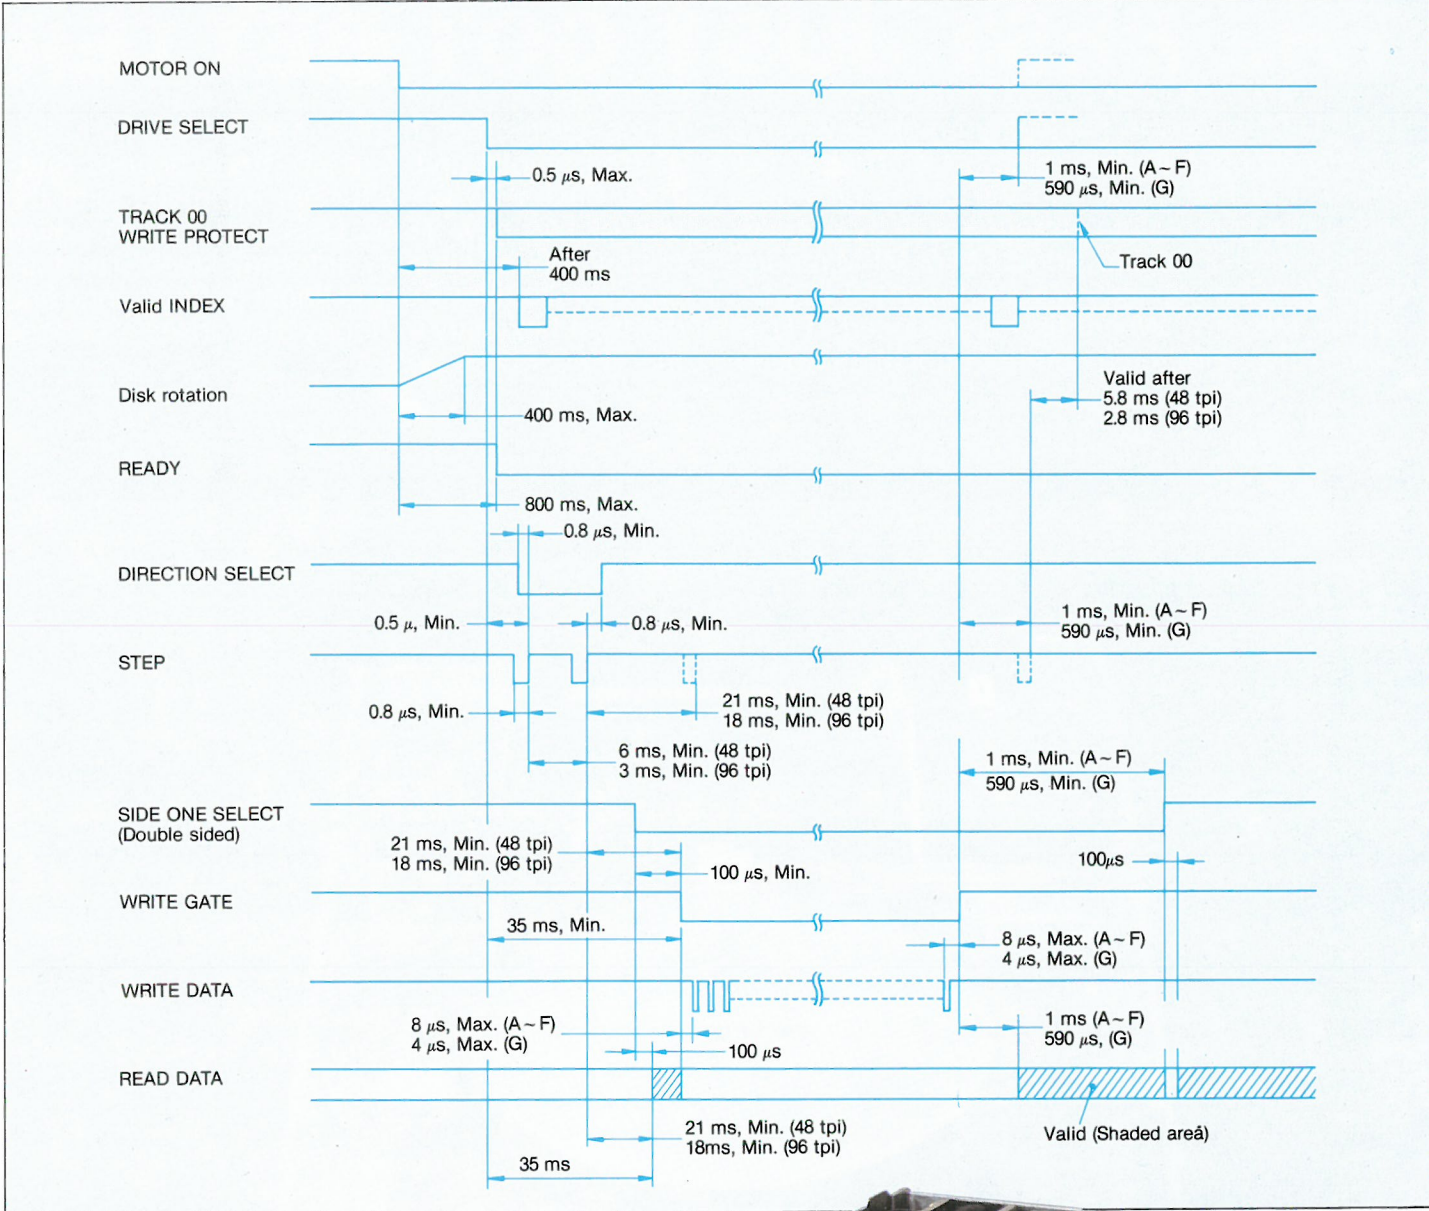 MOTOR ON
DRIVE SELECT
0.5 μs, Max.
1 ms, Min. (A~F)
590 μs, Min. (G)
TRACK 00
WRITE PROTECT
After
400 ms
Track 00
Valid INDEX
Disk rotation
400 ms, Max.
Valid after
5.8 ms (48 tpi)
2.8 ms (96 tpi)
READY
800 ms, Max.
0.8 μs, Min.
DIRECTION SELECT
0.5 μ, Min.
0.8 μs, Min.
1 ms, Min. (A~F)
590 μs, Min. (G)
STEP
0.8 μs, Min.
21 ms, Min. (48 tpi)
18 ms, Min. (96 tpi)
6 ms, Min. (48 tpi)
3 ms, Min. (96 tpi)
1 ms, Min. (A~F)
590 μs, Min. (G)
SIDE ONE SELECT
(Double sided)
21 ms, Min. (48 tpi)
18 ms, Min. (96 tpi)
100 μs, Min.
100μs
WRITE GATE
35 ms, Min.
8 μs, Max. (A~F)
4 μs, Max. (G)
WRITE DATA
8 μs, Max. (A~F)
4 μs, Max. (G)
100 μs
1 ms (A~F)
590 μs, (G)
READ DATA
21 ms, Min. (48 tpi)
18ms, Min. (96 tpi)
Valid (Shaded area)
35 ms